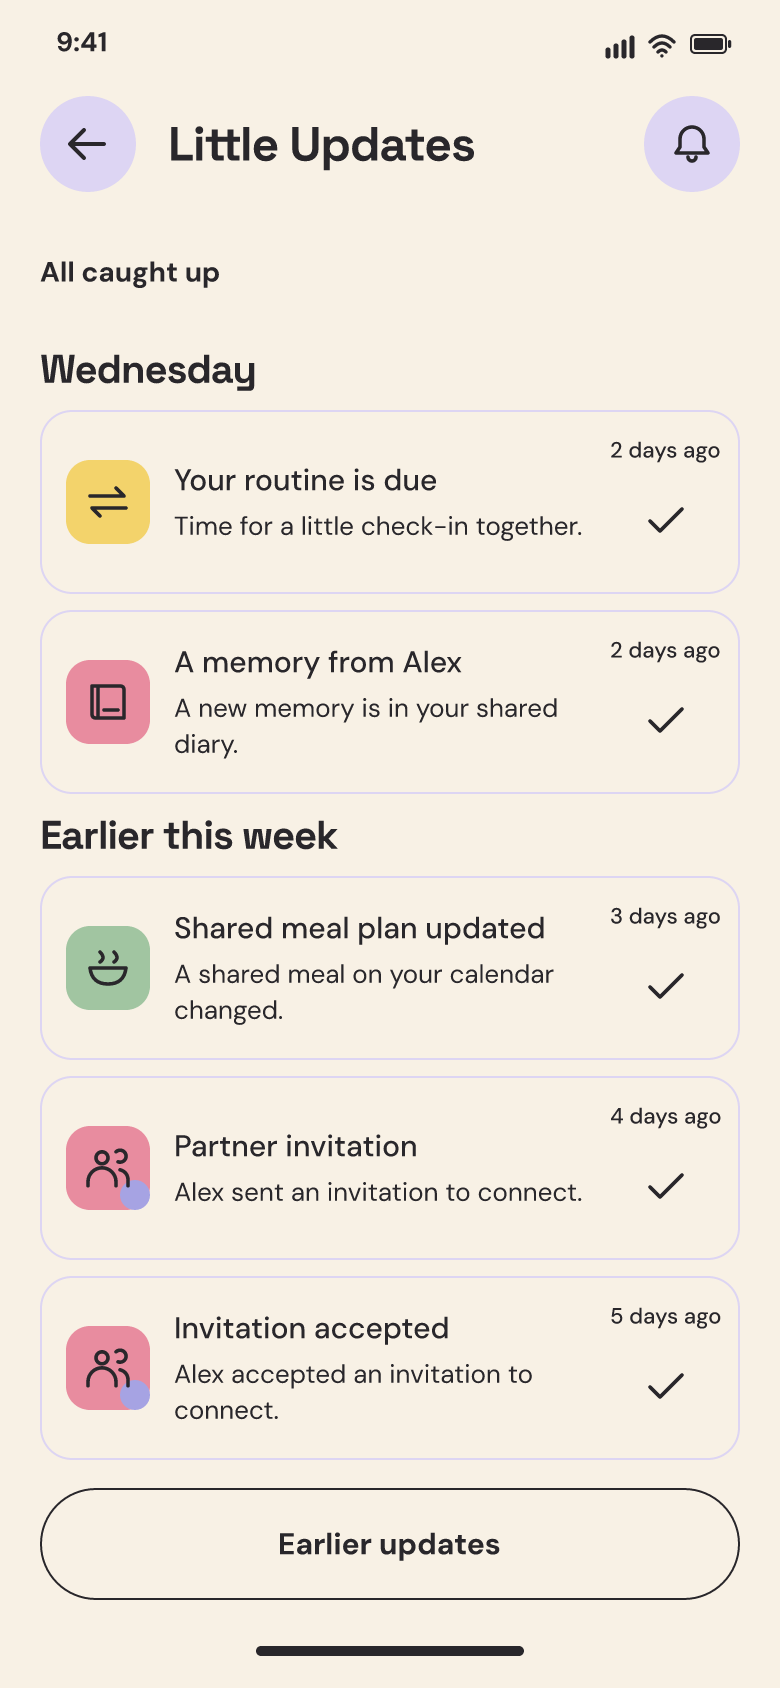 9:41
Little Updates
All caught up
Wednesday
2 days ago
Your routine is due
Time for a little check-in together.
2 days ago
A memory from Alex
A new memory is in your shared
diary.
Earlier this week
3 days ago
Shared meal plan updated
A shared meal on your calendar
changed.
4 days ago
Partner invitation
Alex sent an invitation to connect.
5 days ago
Invitation accepted
Alex accepted an invitation to
connect.
Earlier updates